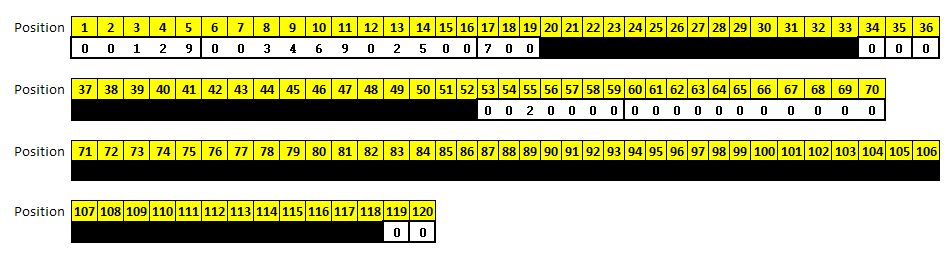 Position 1 2 3 4 5 6 7 8 9 10 11 12 13 14 15 16 17 18 19 20 21 22 23 24 25 26 27 28 29 30 31 32 33 34 35 36
0 0 1 2 9 0 0 3 4 6 9 0 2 5 0 0 7 0 0 0 0 0
Position 37 38 39 40 41 42 43 44 45 46 47 48 49 50 51 52 53 54 55 56 57 58 59 60 61 62 63 64 65 66 67 68 69 70
0 0 2 0 0 0 0 0 0 0 0 0 0 0 0 0 0 0
Position 71 72 73 74 75 76 77 78 79 80 81 82 83 84 85 86 87 88 89 90 91 92 93 94 95 96 97 98 99 100 101 102 103 104 105 106
Position 107 108 109 110 111 112 113 114 115 116 117 118 119 120
0 0